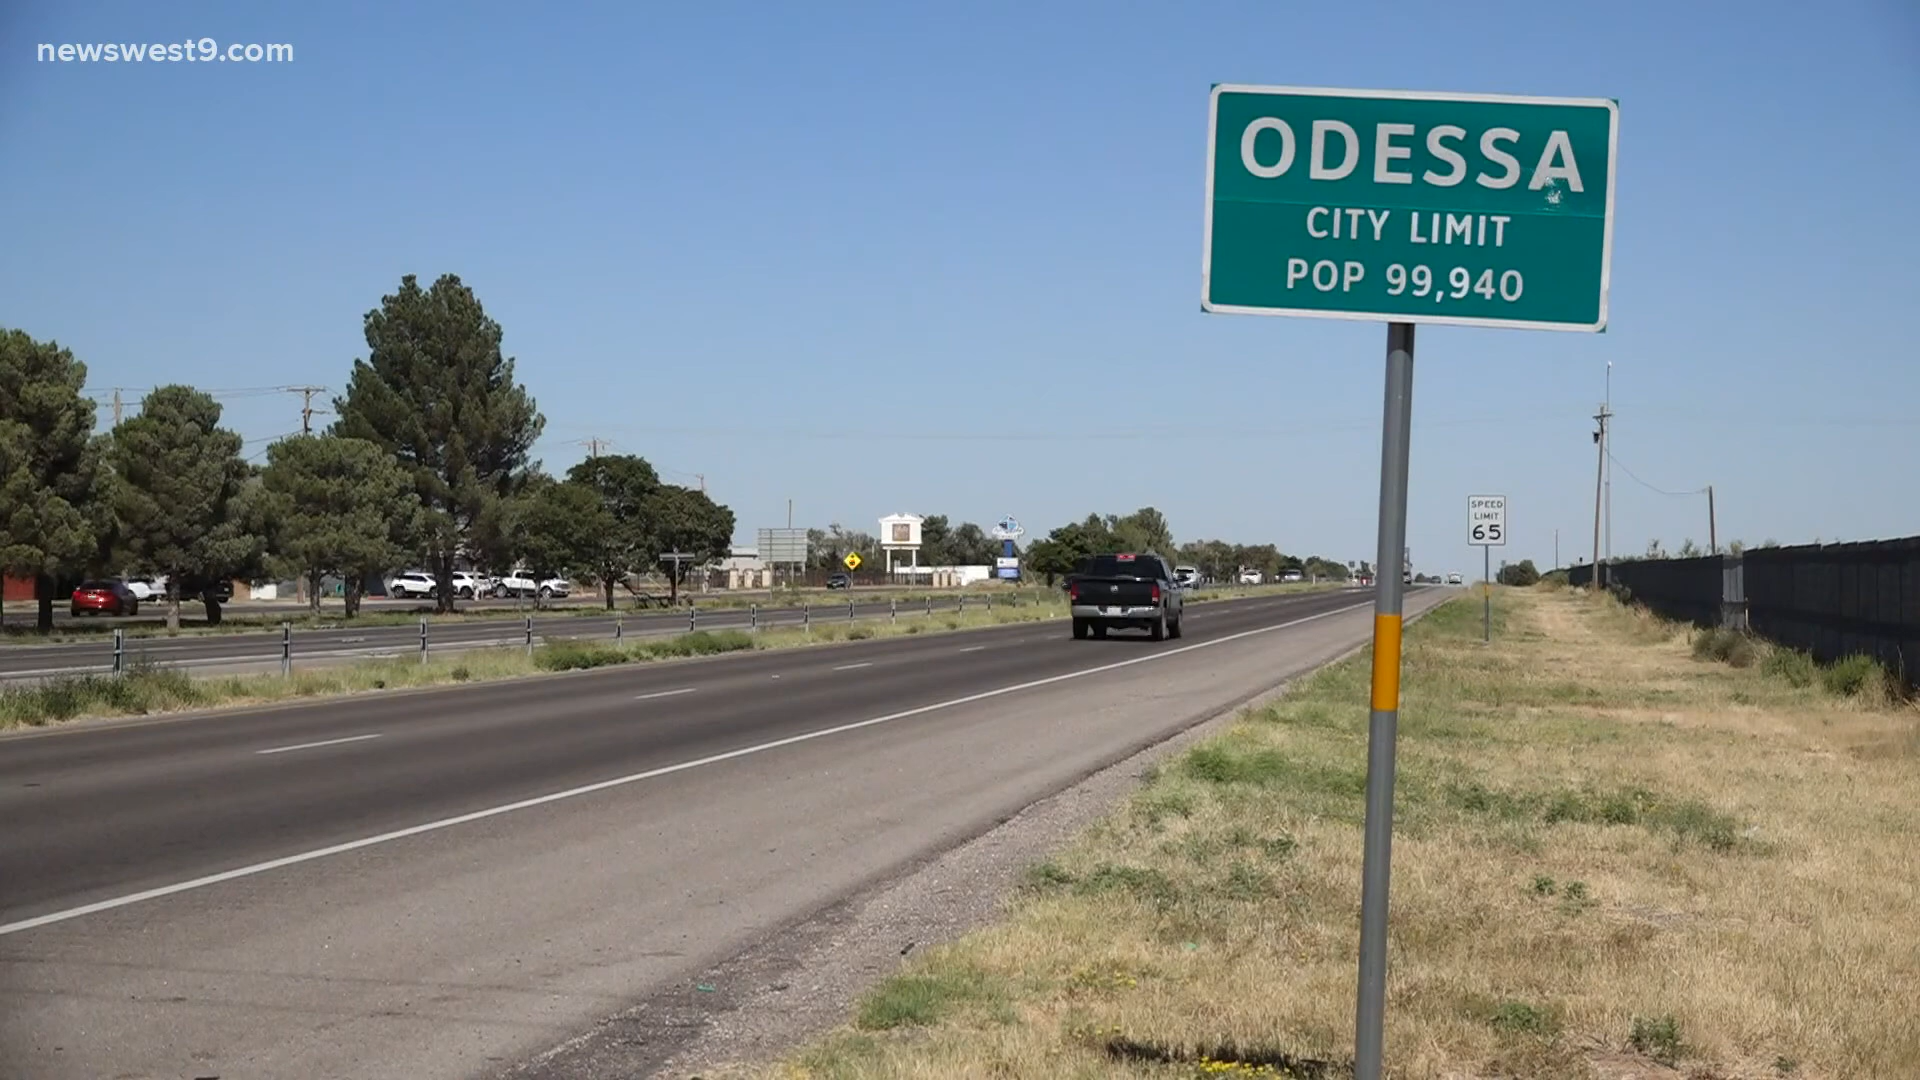 newswest9.com
ODESSA
CITY LIMIT
POP 99,940
SPEED
LIMIT
65